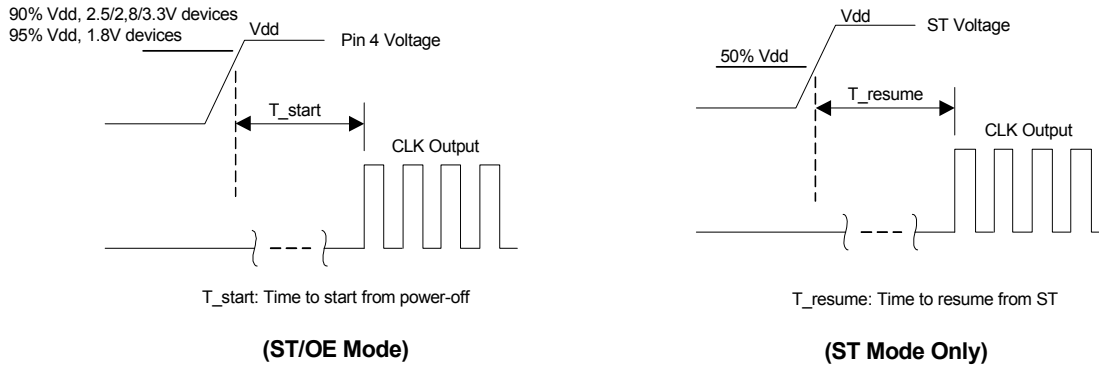 90% Vdd, 2.5/2,8/3.3V devices
95% Vdd, 1.8V devices
Vdd
Pin 4 Voltage
T_start
CLK Output
T_start: Time to start from power-off
(ST/OE Mode)
Vdd
ST Voltage
50% Vdd
T_resume
CLK Output
T_resume: Time to resume from ST
(ST Mode Only)